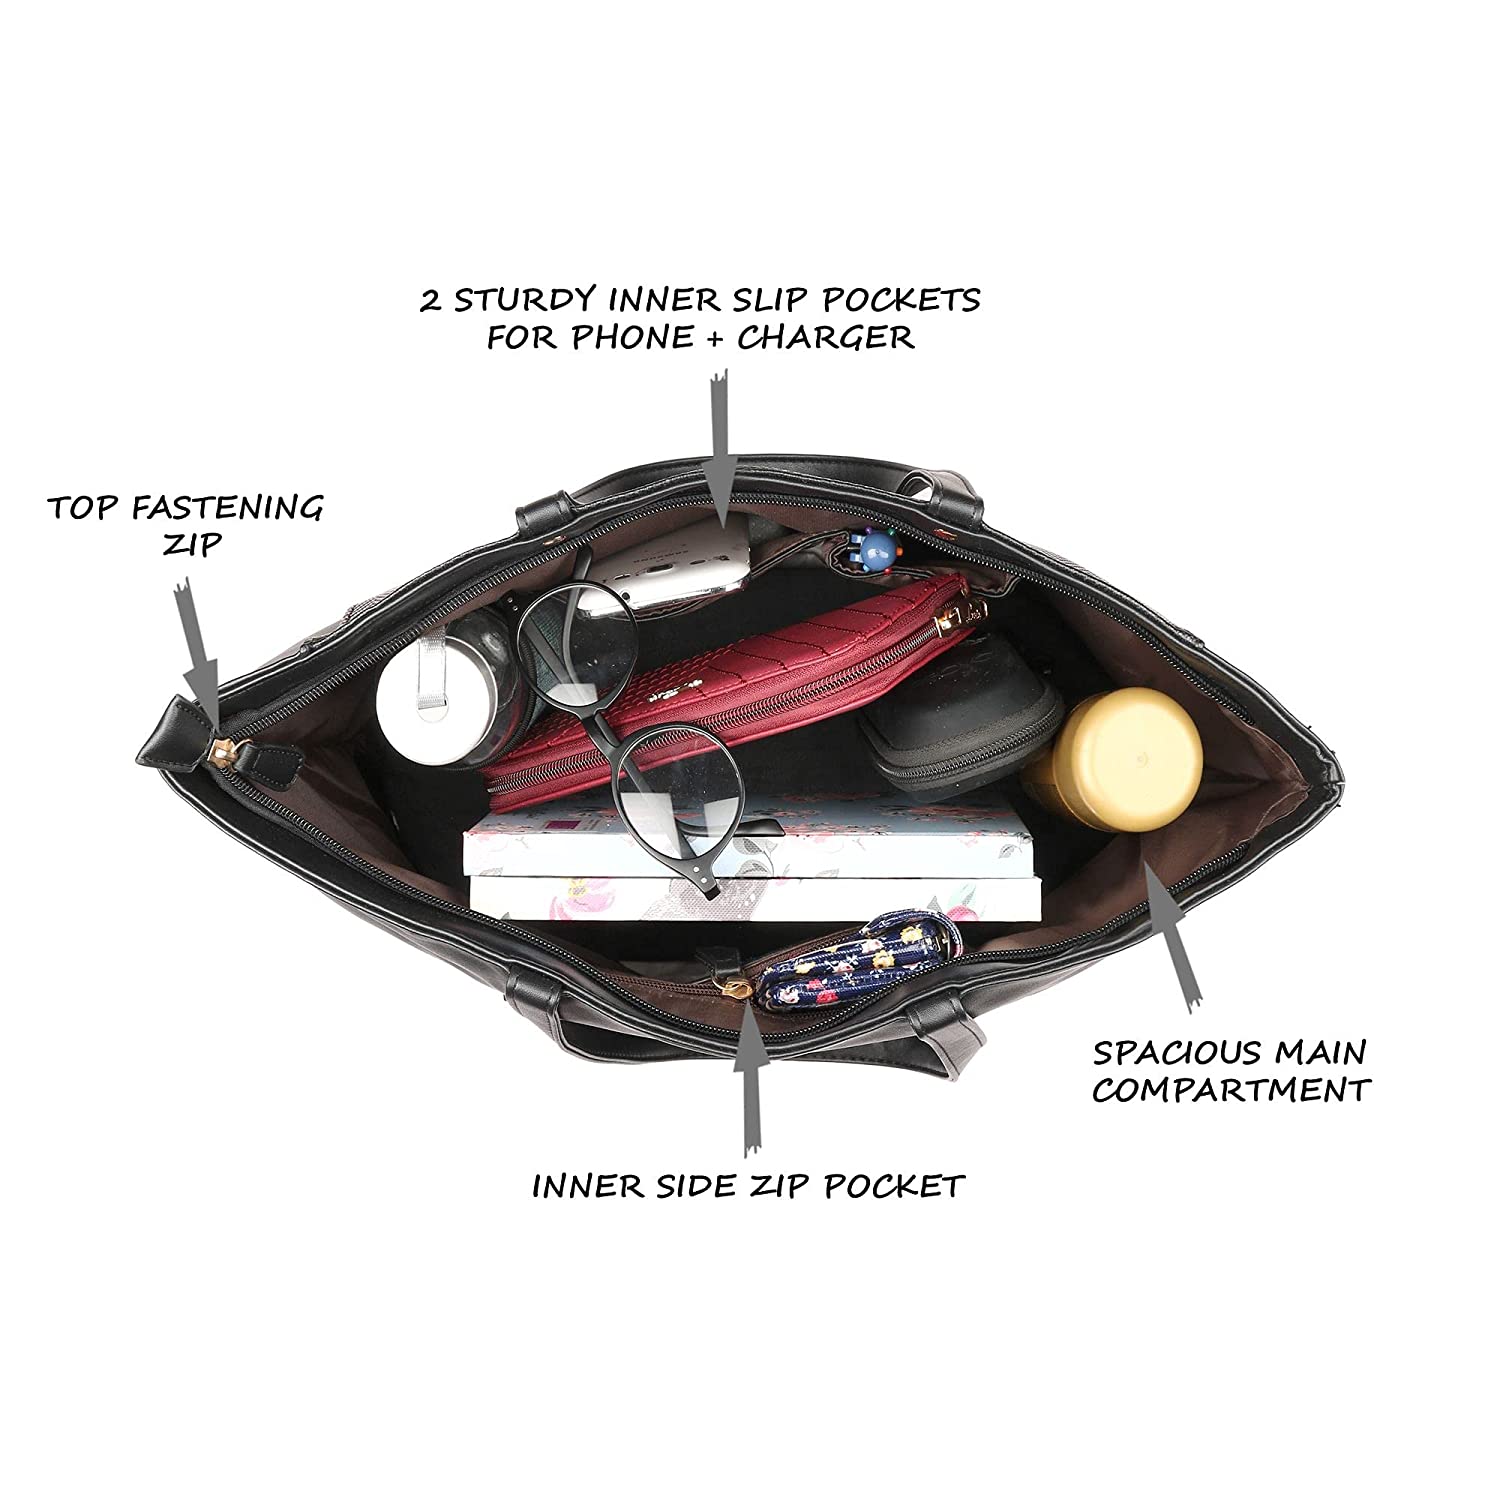 2 STURDY INNER SLIP POCKETS
FOR PHONE + CHARGER
TOP FASTENING
ZIP
SPACIOUS MAIN
COMPARTMENT
INNER SIDE ZIP POCKET